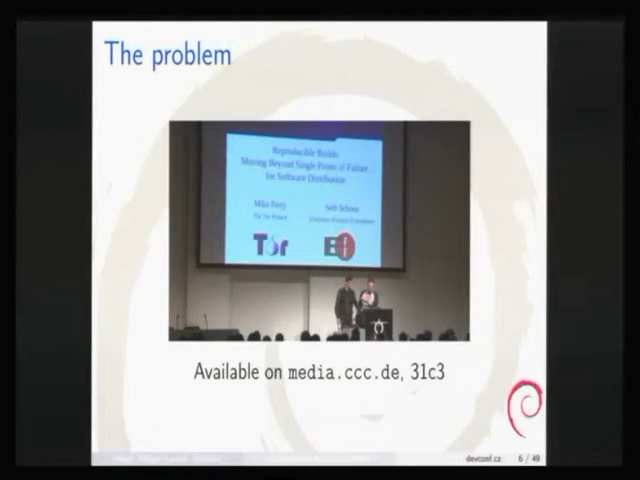 The problem
Reproducible Builds:
Moving Beyond Single Points of Failure
for Software Distribution
Mike Perry
Seth Schoen
The Tor Project
Electronic Frontier Foundation
Tor
EFF
Available on media.ccc.de, 31c3
devconf.cz 6 / 49